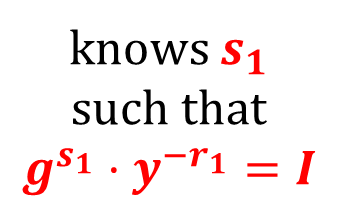 knows s₁
such that
g^{s₁} · y^{−r₁} = I